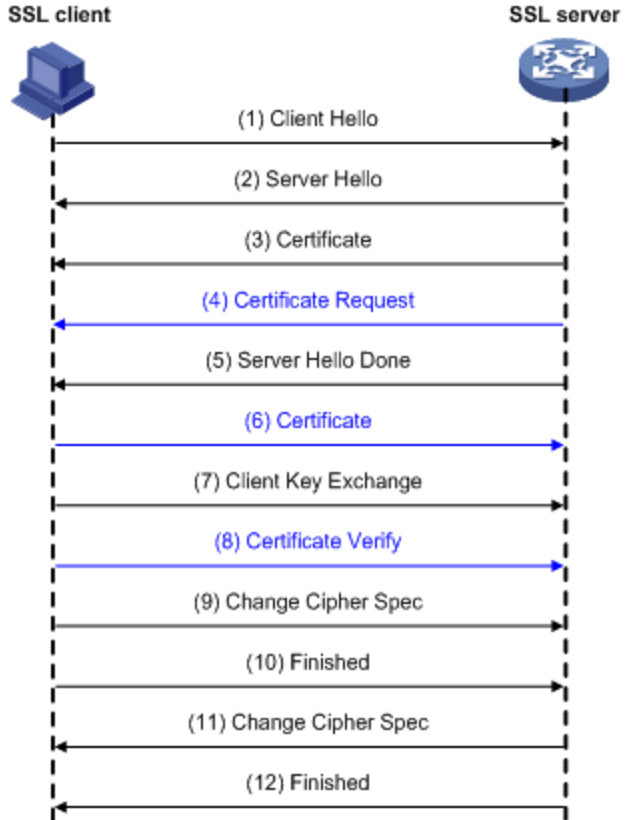 SSL client
SSL server
(1) Client Hello
(2) Server Hello
(3) Certificate
(4) Certificate Request
(5) Server Hello Done
(6) Certificate
(7) Client Key Exchange
(8) Certificate Verify
(9) Change Cipher Spec
(10) Finished
(11) Change Cipher Spec
(12) Finished